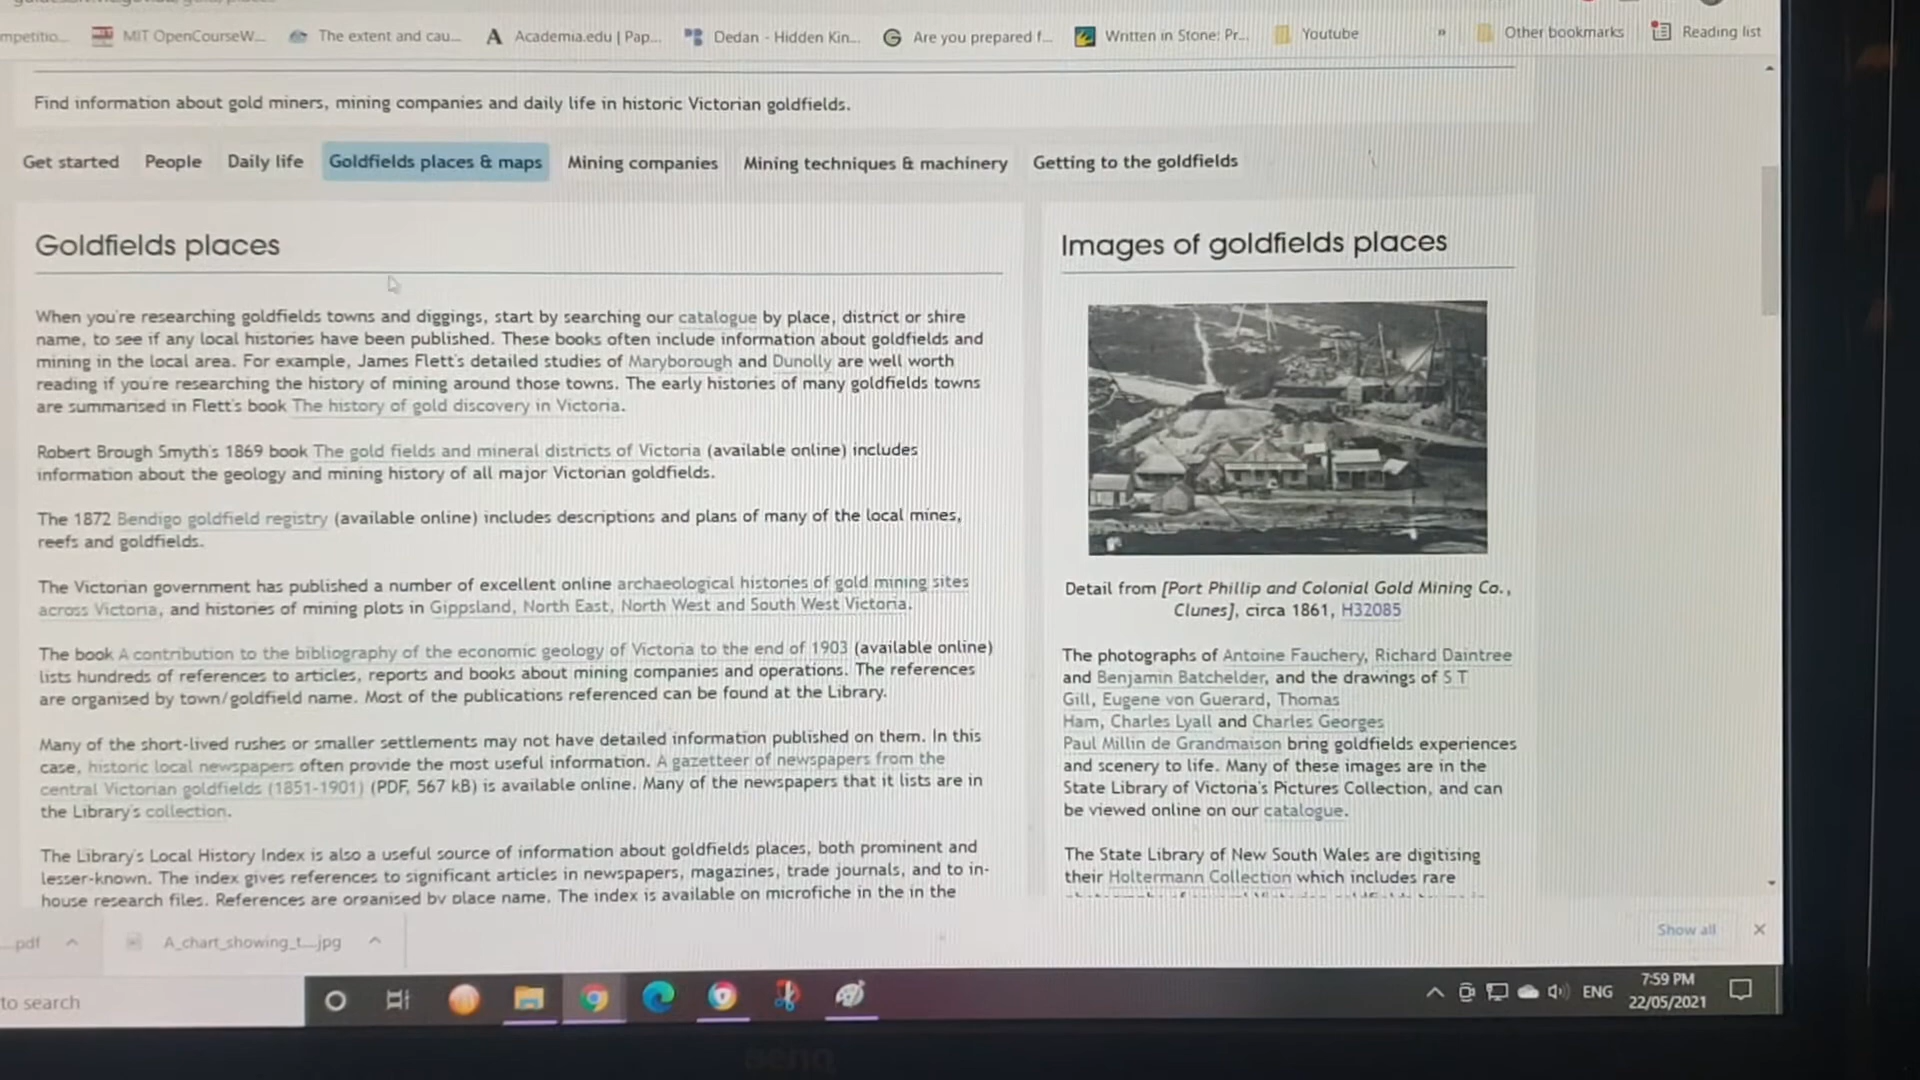 mpetitio...
MIT OpenCourseW...
The extent and cau...
Academia.edu | Pap...
Dedan - Hidden Kin...
Are you prepared f...
Written in Stone: Pr...
Youtube
»
Other bookmarks
Reading list
Find information about gold miners, mining companies and daily life in historic Victorian goldfields.
Get started
People
Daily life
Goldfields places & maps
Mining companies
Mining techniques & machinery
Getting to the goldfields
Goldfields places
When you're researching goldfields towns and diggings, start by searching our catalogue by place, district or shire
name, to see if any local histories have been published. These books often include information about goldfields and
mining in the local area. For example, James Flett's detailed studies of Maryborough and Dunolly are well worth
reading if you're researching the history of mining around those towns. The early histories of many goldfields towns
are summarised in Flett's book The history of gold discovery in Victoria.
Robert Brough Smyth's 1869 book The gold fields and mineral districts of Victoria (available online) includes
information about the geology and mining history of all major Victorian goldfields.
The 1872 Bendigo goldfield registry (available online) includes descriptions and plans of many of the local mines,
reefs and goldfields.
The Victorian government has published a number of excellent online archaeological histories of gold mining sites
across Victoria, and histories of mining plots in Gippsland, North East, North West and South West Victoria.
The book A contribution to the bibliography of the economic geology of Victoria to the end of 1903 (available online)
lists hundreds of references to articles, reports and books about mining companies and operations. The references
are organised by town/goldfield name. Most of the publications referenced can be found at the Library.
Many of the short-lived rushes or smaller settlements may not have detailed information published on them. In this
case, historic local newspapers often provide the most useful information. A gazetteer of newspapers from the
central Victorian goldfields (1851-1901) (PDF, 567 kB) is available online. Many of the newspapers that it lists are in
the Library's collection.
The Library's Local History Index is also a useful source of information about goldfields places, both prominent and
lesser-known. The index gives references to significant articles in newspapers, magazines, trade journals, and to in-
house research files. References are organised by place name. The index is available on microfiche in the in the
Images of goldfields places
Detail from [Port Phillip and Colonial Gold Mining Co.,
Clunes], circa 1861, H32085
The photographs of Antoine Fauchery, Richard Daintree
and Benjamin Batchelder, and the drawings of S T
Gill, Eugene von Guerard, Thomas
Ham, Charles Lyall and Charles Georges
Paul Millin de Grandmaison bring goldfields experiences
and scenery to life. Many of these images are in the
State Library of Victoria's Pictures Collection, and can
be viewed online on our catalogue.
The State Library of New South Wales are digitising
their Holtermann Collection which includes rare
....pdf
A_chart_showing_t....jpg
Show all
to search
ENG
7:59 PM
22/05/2021